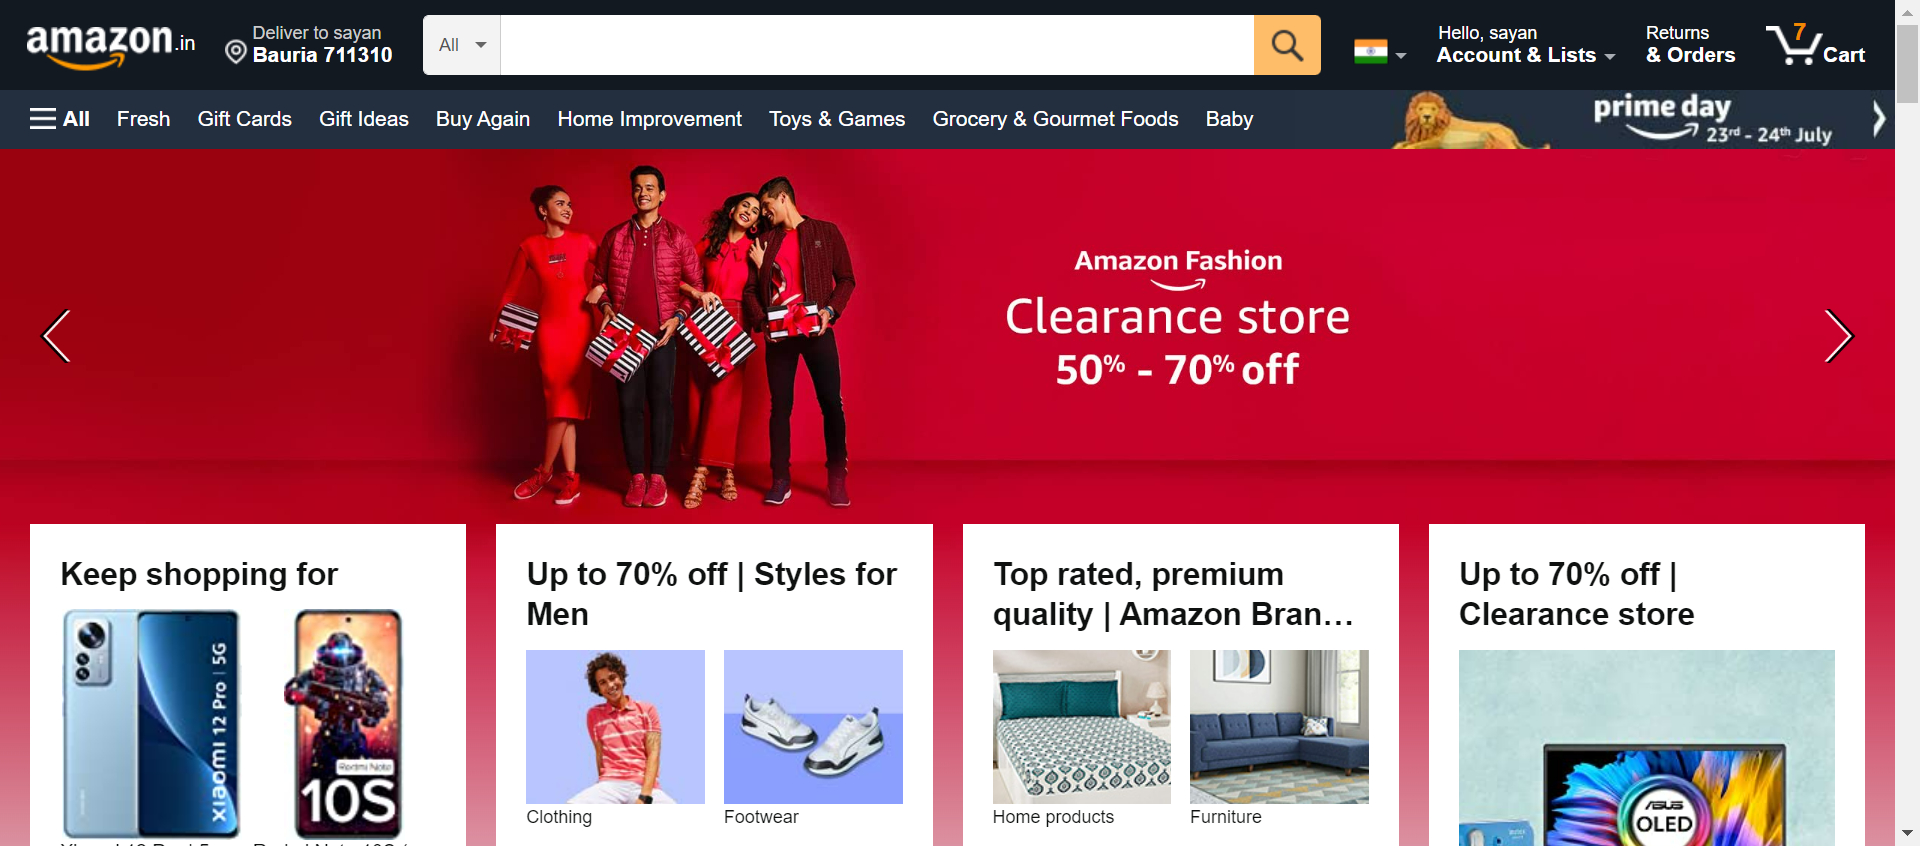 amazon.in
Deliver to sayan
Bauria 711310
All
Hello, sayan
Account & Lists
Returns
& Orders
7
Cart
All
Fresh
Gift Cards
Gift Ideas
Buy Again
Home Improvement
Toys & Games
Grocery & Gourmet Foods
Baby
prime day
23rd - 24th July
Amazon Fashion
Clearance store
50% - 70% off
Keep shopping for
xiaomi 12 Pro | 5G
Redmi Note
10S
Up to 70% off | Styles for
Men
Clothing
Footwear
Top rated, premium
quality | Amazon Bran…
Home products
Furniture
Up to 70% off |
Clearance store
ASUS
OLED